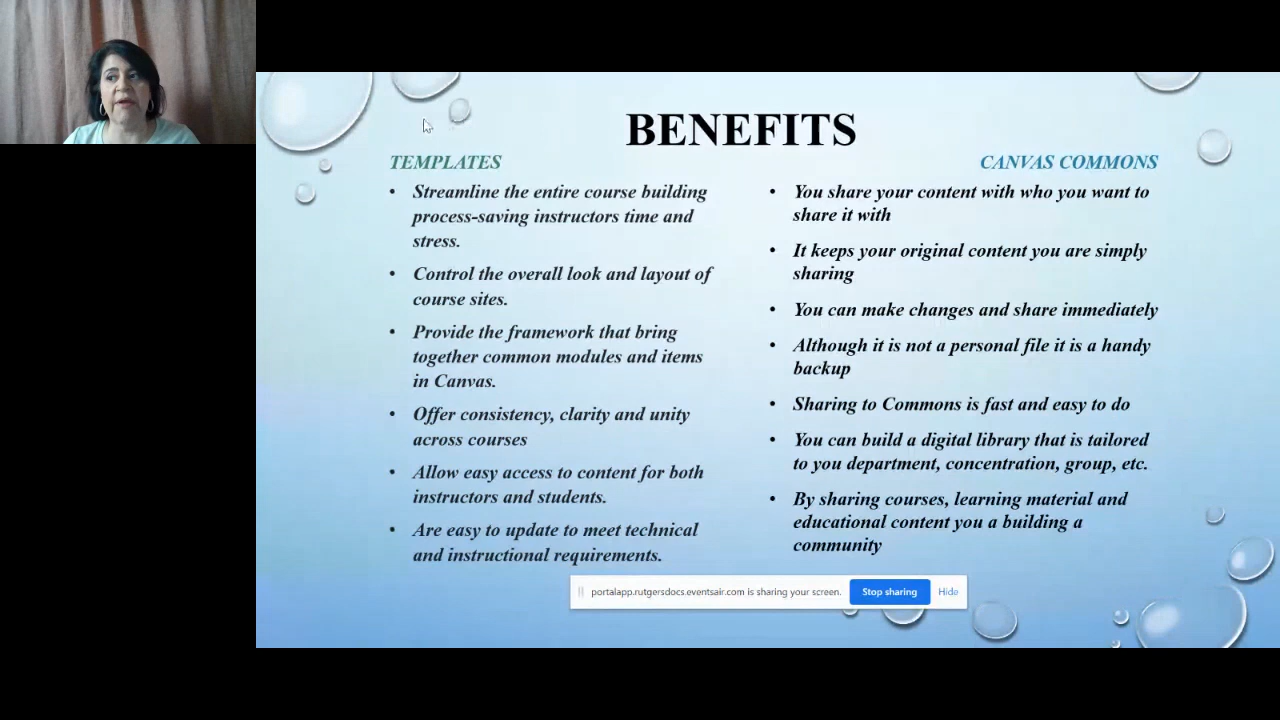 BENEFITS
TEMPLATES
• Streamline the entire course building
process-saving instructors time and
stress.
• Control the overall look and layout of
course sites.
• Provide the framework that bring
together common modules and items
in Canvas.
• Offer consistency, clarity and unity
across courses
• Allow easy access to content for both
instructors and students.
• Are easy to update to meet technical
and instructional requirements.
CANVAS COMMONS
• You share your content with who you want to
share it with
• It keeps your original content you are simply
sharing
• You can make changes and share immediately
• Although it is not a personal file it is a handy
backup
• Sharing to Commons is fast and easy to do
• You can build a digital library that is tailored
to you department, concentration, group, etc.
• By sharing courses, learning material and
educational content you a building a
community
portalapp.rutgersdocs.eventsair.com is sharing your screen. Stop sharing Hide